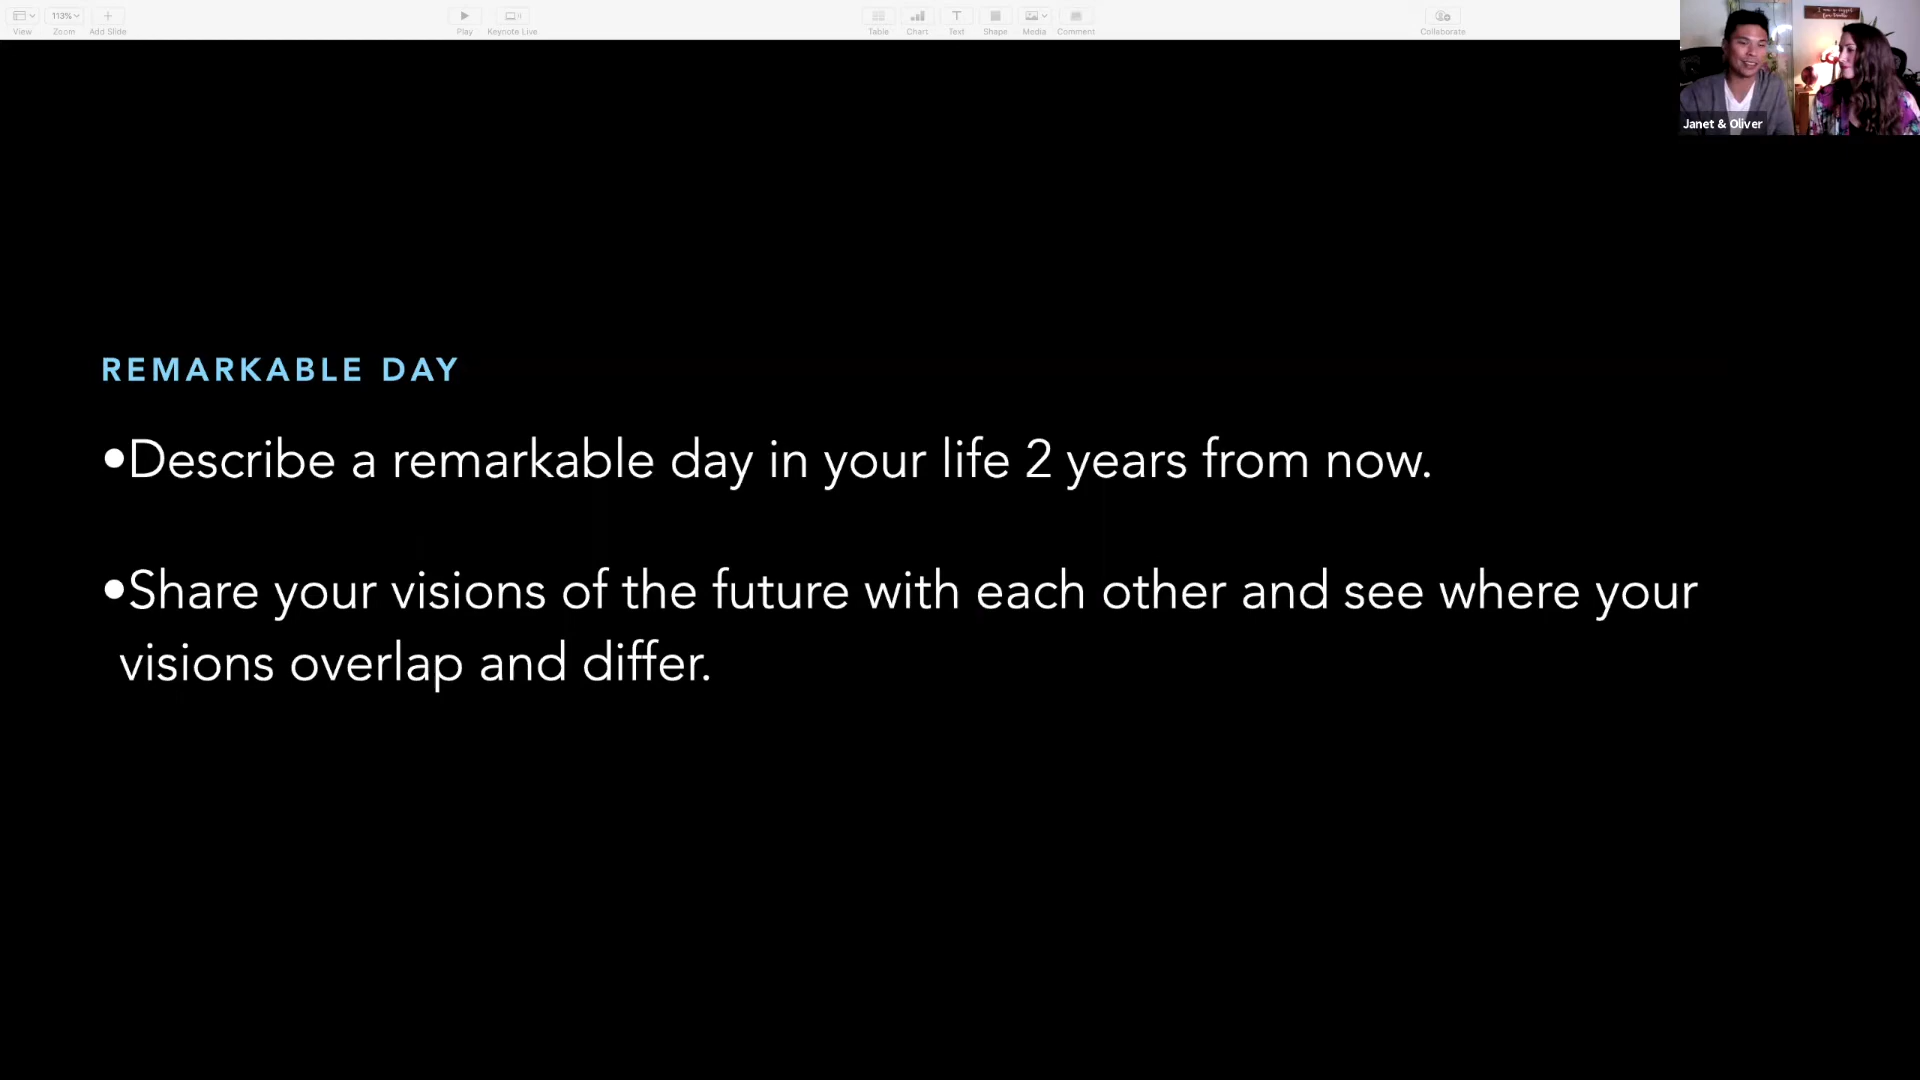 113%
View Zoom Add Slide Play Keynote Live Table Chart Text Shape Media Comment Collaborate
Janet & Oliver
REMARKABLE DAY
•Describe a remarkable day in your life 2 years from now.
•Share your visions of the future with each other and see where your
visions overlap and differ.